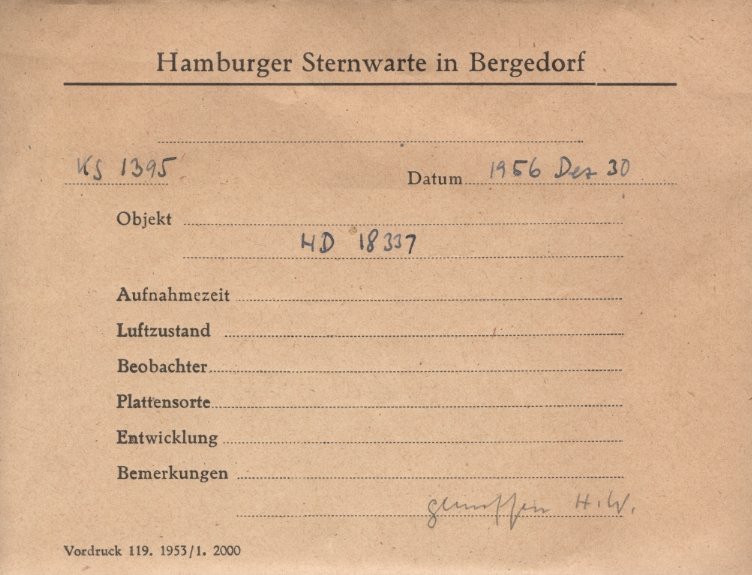 Hamburger Sternwarte in Bergedorf
KS 1395
Datum 1956 Dez 30
Objekt
HD 18337
Aufnahmezeit
Luftzustand
Beobachter
Plattensorte
Entwicklung
Bemerkungen
H.W.
Vordruck 119. 1953/1. 2000